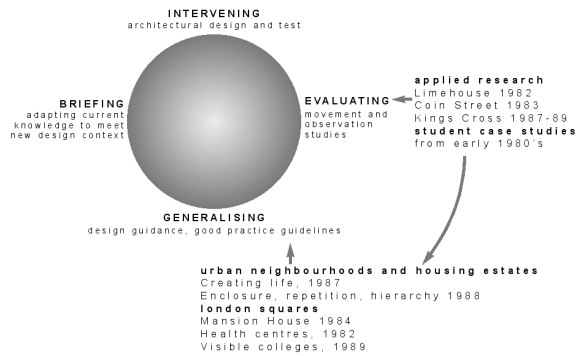 INTERVENING
architectural design and test
BRIEFING
adapting current
knowledge to meet
new design context
EVALUATING
movement and
observation
studies
applied research
Limehouse 1982
Coin Street 1983
Kings Cross 1987-89
student case studies
from early 1980's
GENERALISING
design guidance, good practice guidelines
urban neighbourhoods and housing estates
Creating life, 1987
Enclosure, repetition, hierarchy 1988
london squares
Mansion House 1984
Health centres, 1982
Visible colleges, 1989